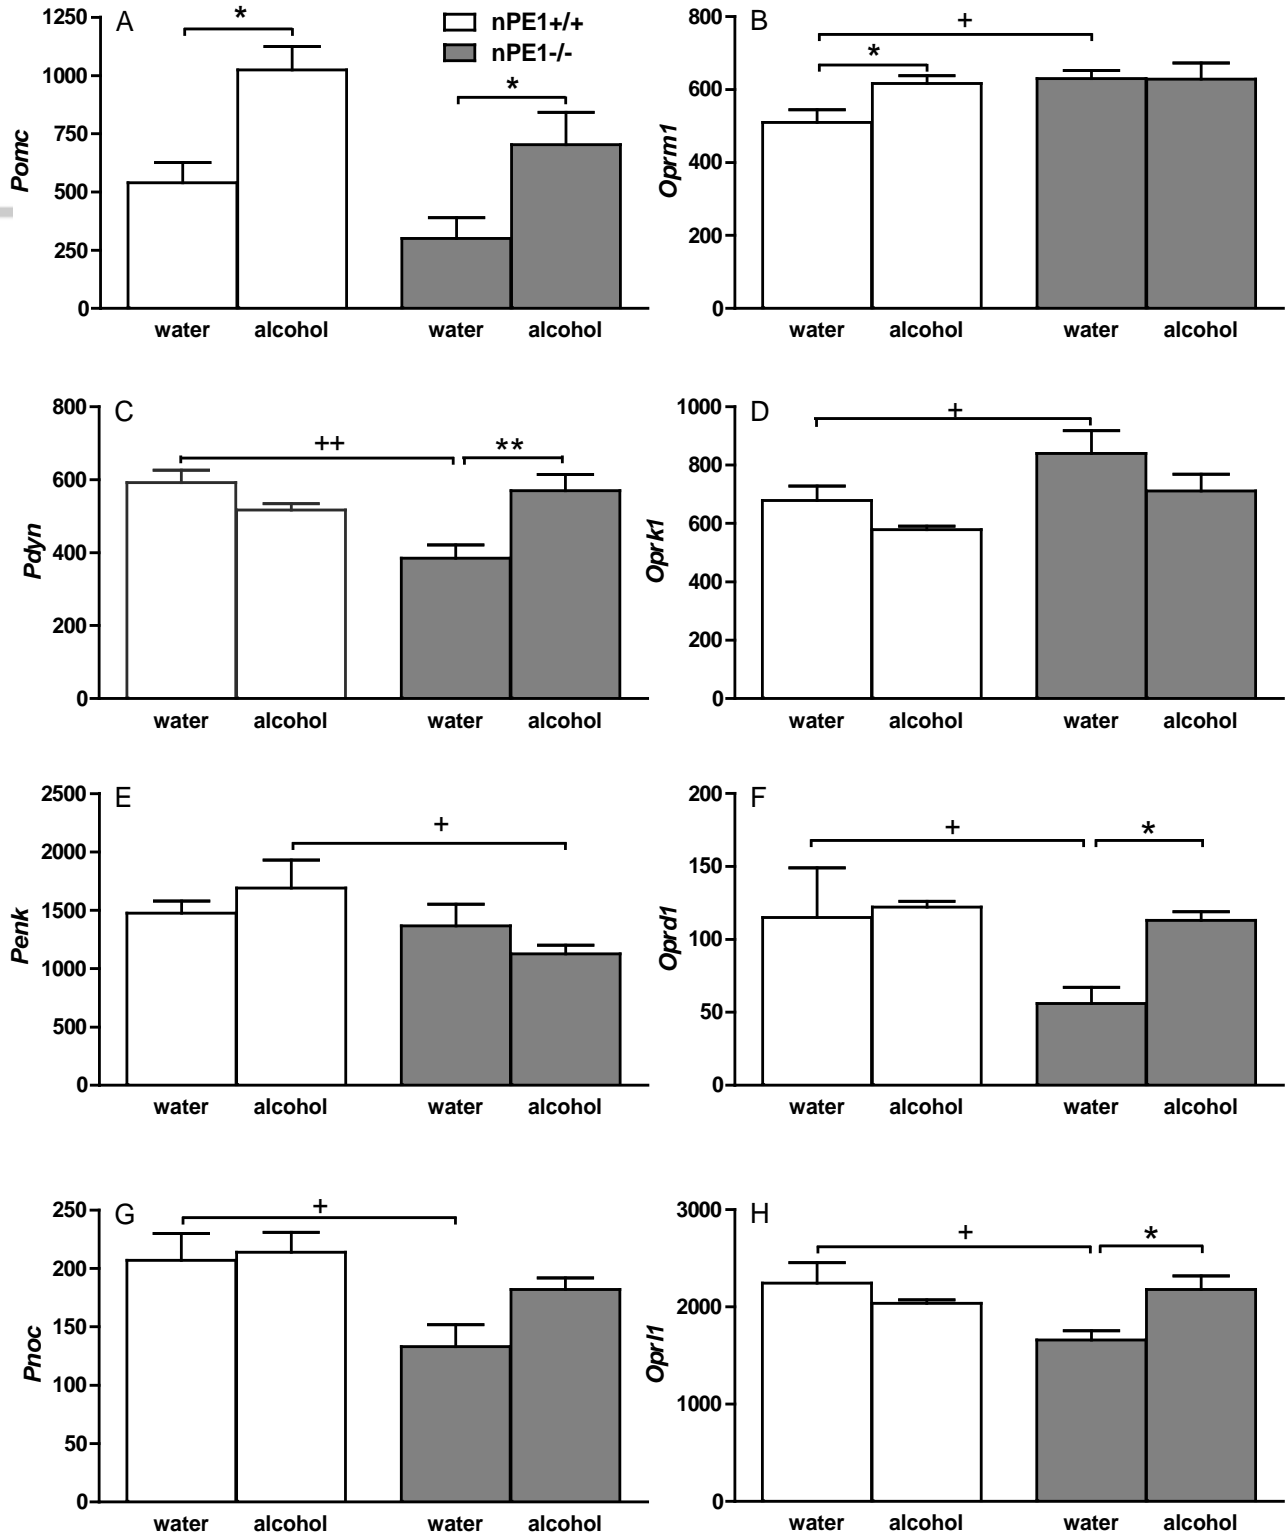 A
nPE1+/+
nPE1-/-
*
*
Pomc
1250
1000
750
500
250
0
water alcohol water alcohol
B
+
*
Oprm1
800
600
400
200
0
water alcohol water alcohol
C
++
**
Pdyn
800
600
400
200
0
water alcohol water alcohol
D
+
Oprk1
1000
800
600
400
200
0
water alcohol water alcohol
E
+
Penk
2500
2000
1500
1000
500
0
water alcohol water alcohol
F
+
*
Oprd1
200
150
100
50
0
water alcohol water alcohol
G
+
Pnoc
250
200
150
100
50
0
water alcohol water alcohol
H
+
*
Oprl1
3000
2000
1000
0
water alcohol water alcohol